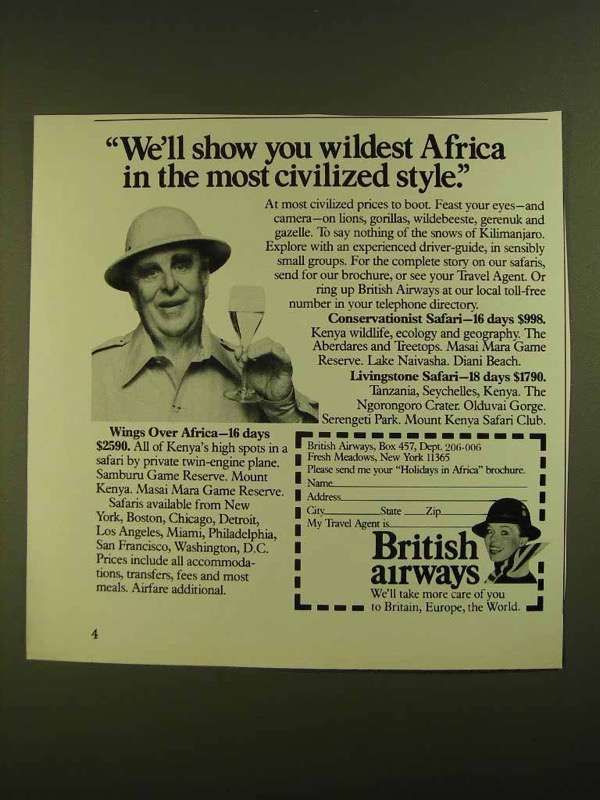 “We’ll show you wildest Africa
in the most civilized style.”
At most civilized prices to boot. Feast your eyes—and
camera—on lions, gorillas, wildebeeste, gerenuk and
gazelle. To say nothing of the snows of Kilimanjaro.
Explore with an experienced driver-guide, in sensibly
small groups. For the complete story on our safaris,
send for our brochure, or see your Travel Agent. Or
ring up British Airways at our local toll-free
number in your telephone directory.
Conservationist Safari—16 days $998.
Kenya wildlife, ecology and geography. The
Aberdares and Treetops. Masai Mara Game
Reserve. Lake Naivasha. Diani Beach.
Livingstone Safari—18 days $1790.
Tanzania, Seychelles, Kenya. The
Ngorongoro Crater. Olduvai Gorge.
Serengeti Park. Mount Kenya Safari Club.
Wings Over Africa—16 days
$2590. All of Kenya’s high spots in a
safari by private twin-engine plane.
Samburu Game Reserve. Mount
Kenya. Masai Mara Game Reserve.
Safaris available from New
York, Boston, Chicago, Detroit,
Los Angeles, Miami, Philadelphia,
San Francisco, Washington, D.C.
Prices include all accommoda-
tions, transfers, fees and most
meals. Airfare additional.
British Airways, Box 457, Dept. 206-006
Fresh Meadows, New York 11365
Please send me your “Holidays in Africa” brochure.
Name
Address
City State Zip
My Travel Agent is
British
airways
We’ll take more care of you
to Britain, Europe, the World.
4